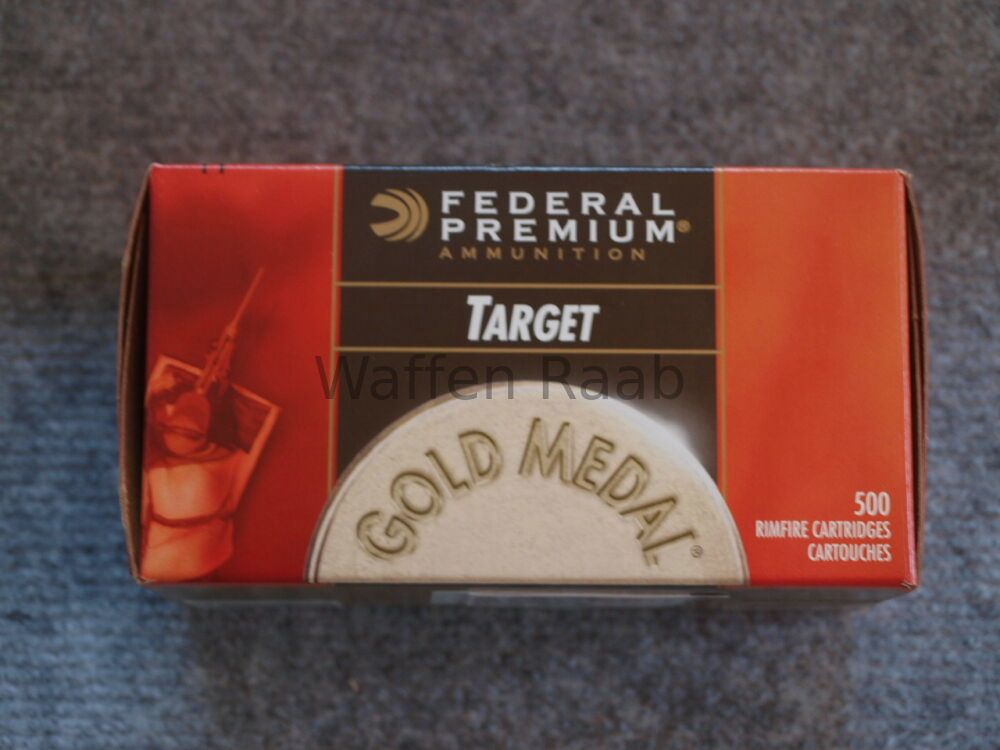 FEDERAL
PREMIUM®
AMMUNITION
TARGET
Waffen Raab
GOLD MEDAL®
500
RIMFIRE CARTRIDGES
CARTOUCHES